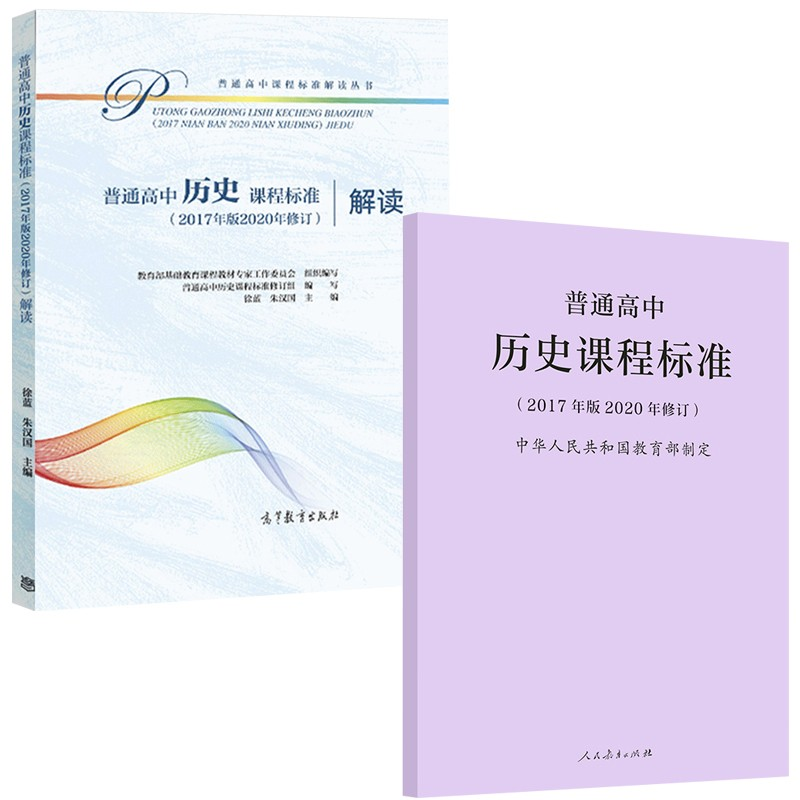 普通高中历史课程标准(2017年版2020年修订)解读
徐蓝 朱汉国 主编
普通高中课程标准解读丛书
PUTONG GAOZHONG LISHI KECHENG BIAOZHUN
(2017 NIAN BAN 2020 NIAN XIUDING) JIEDU
普通高中 历史 课程标准
(2017年版2020年修订)
解读
教育部基础教育课程教材专家工作委员会 组织编写
普通高中历史课程标准修订组 编 写
徐蓝 朱汉国 主 编
高等教育出版社
普通高中
历史课程标准
(2017年版2020年修订)
中华人民共和国教育部制定
人民教育出版社